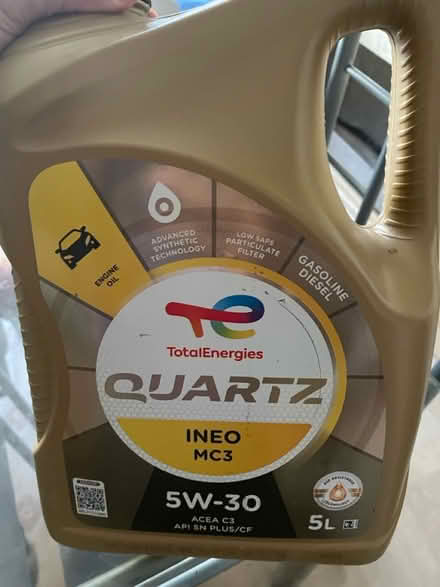 ADVANCED
SYNTHETIC
TECHNOLOGY
LOW SAPS
PARTICULATE
FILTER
GASOLINE
DIESEL
ENGINE
OIL
TotalEnergies
QUARTZ
INEO
MC3
5W-30
ACEA C3
API SN PLUS/CF
5L